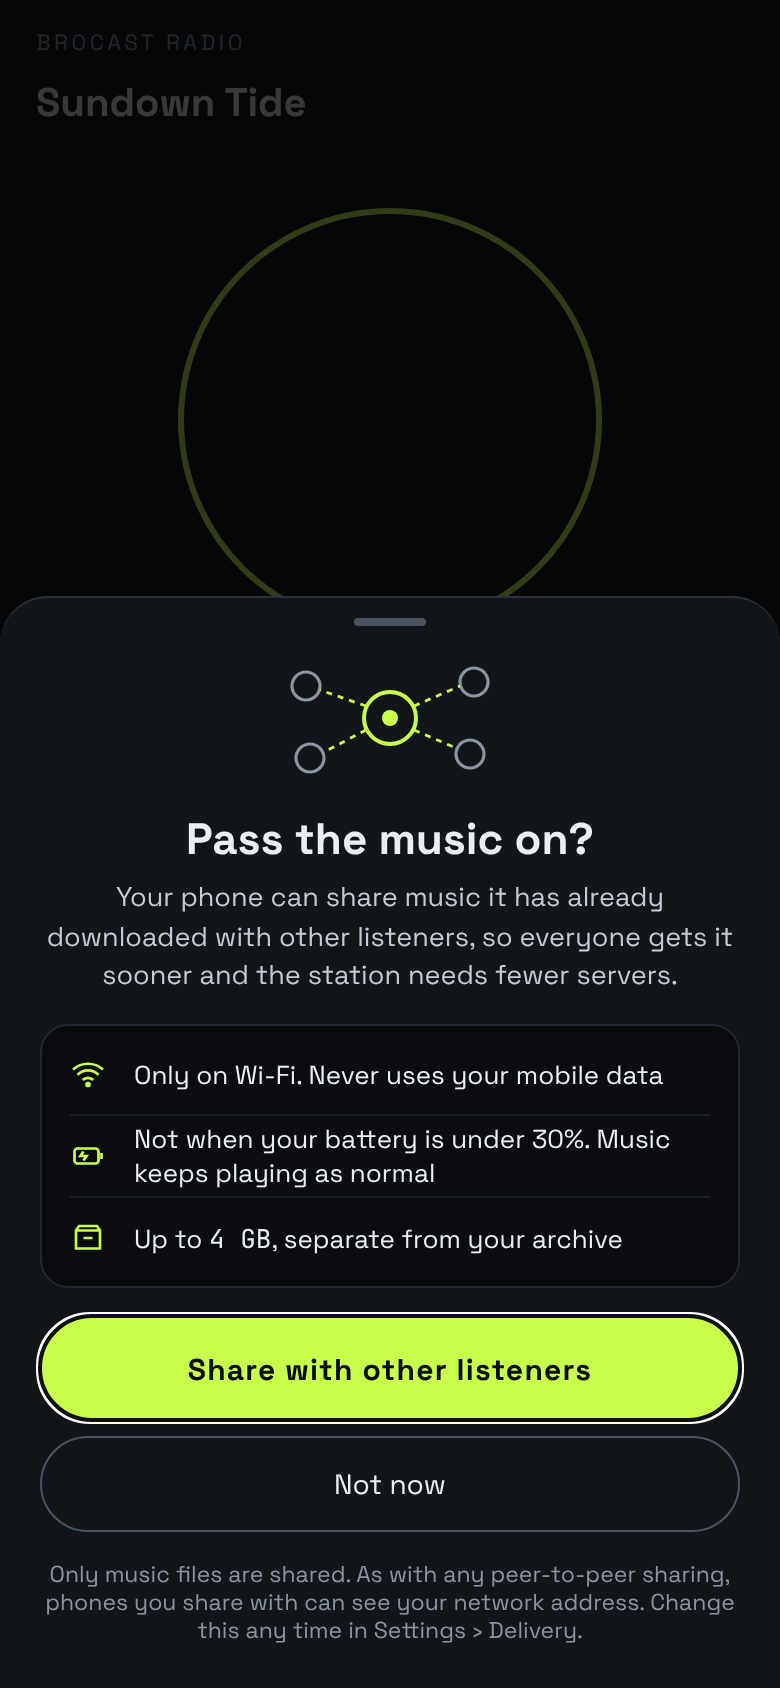 BROCAST RADIO
Sundown Tide
Pass the music on?
Your phone can share music it has already
downloaded with other listeners, so everyone gets it
sooner and the station needs fewer servers.
Only on Wi-Fi. Never uses your mobile data
Not when your battery is under 30%. Music
keeps playing as normal
Up to 4 GB, separate from your archive
Share with other listeners
Not now
Only music files are shared. As with any peer-to-peer sharing,
phones you share with can see your network address. Change
this any time in Settings > Delivery.